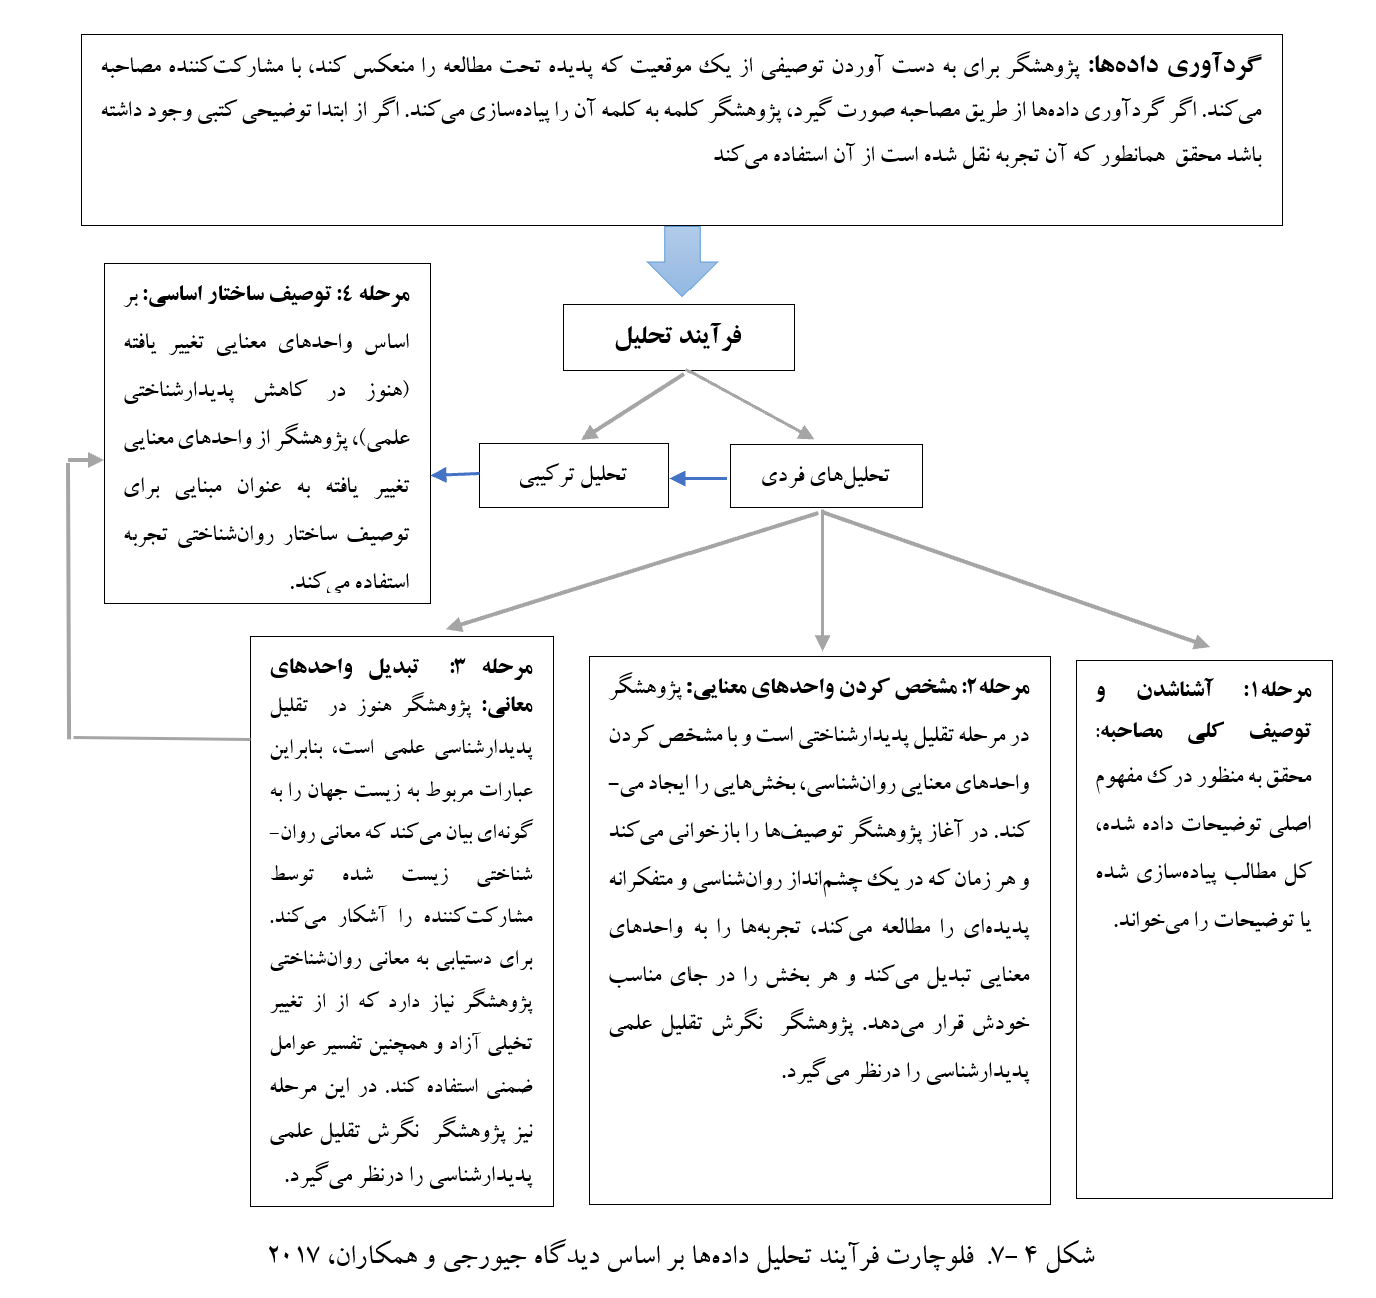 گردآوری داده‌ها: پژوهشگر برای به دست آوردن توصیفی از یک موقعیت که پدیده تحت مطالعه را منعکس کند، با مشارکت‌کننده مصاحبه
می‌کند. اگر گردآوری داده‌ها از طریق مصاحبه صورت گیرد، پژوهشگر کلمه به کلمه آن را پیاده‌سازی می‌کند. اگر از ابتدا توضیحی کتبی وجود داشته
باشد محقق همانطور که آن تجربه نقل شده است از آن استفاده می‌کند
فرآیند تحلیل
تحلیل‌های فردی
تحلیل ترکیبی
مرحله ۴: توصیف ساختار اساسی: بر
اساس واحدهای معنایی تغییر یافته
(هنوز در کاهش پدیدارشناختی
علمی)، پژوهشگر از واحدهای معنایی
تغییر یافته به عنوان مبنایی برای
توصیف ساختار روان‌شناختی تجربه
استفاده می‌کند.
مرحله۱: آشناشدن و
توصیف کلی مصاحبه:
محقق به منظور درک مفهوم
اصلی توضیحات داده شده،
کل مطالب پیاده‌سازی شده
یا توضیحات را می‌خواند.
مرحله۲: مشخص کردن واحدهای معنایی: پژوهشگر
در مرحله تقلیل پدیدارشناختی است و با مشخص کردن
واحدهای معنایی روان‌شناسی، بخش‌هایی را ایجاد می-
کند. در آغاز پژوهشگر توصیف‌ها را بازخوانی می‌کند
و هر زمان که در یک چشم‌انداز روان‌شناسی و متفکرانه
پدیده‌ای را مطالعه می‌کند، تجربه‌ها را به واحدهای
معنایی تبدیل می‌کند و هر بخش را در جای مناسب
خودش قرار می‌دهد. پژوهشگر نگرش تقلیل علمی
پدیدارشناسی را درنظر می‌گیرد.
مرحله ۳: تبدیل واحدهای
معانی: پژوهشگر هنوز در تقلیل
پدیدارشناسی علمی است، بنابراین
عبارات مربوط به زیست جهان را به
گونه‌ای بیان می‌کند که معانی روان-
شناختی زیست شده توسط
مشارکت‌کننده را آشکار می‌کند.
برای دستیابی به معانی روان‌شناختی
پژوهشگر نیاز دارد که از از تغییر
تخیلی آزاد و همچنین تفسیر عوامل
ضمنی استفاده کند. در این مرحله
نیز پژوهشگر نگرش تقلیل علمی
پدیدارشناسی را درنظر می‌گیرد.
شکل ۴ -۷. فلوچارت فرآیند تحلیل داده‌ها بر اساس دیدگاه جیورجی و همکاران، ۲۰۱۷